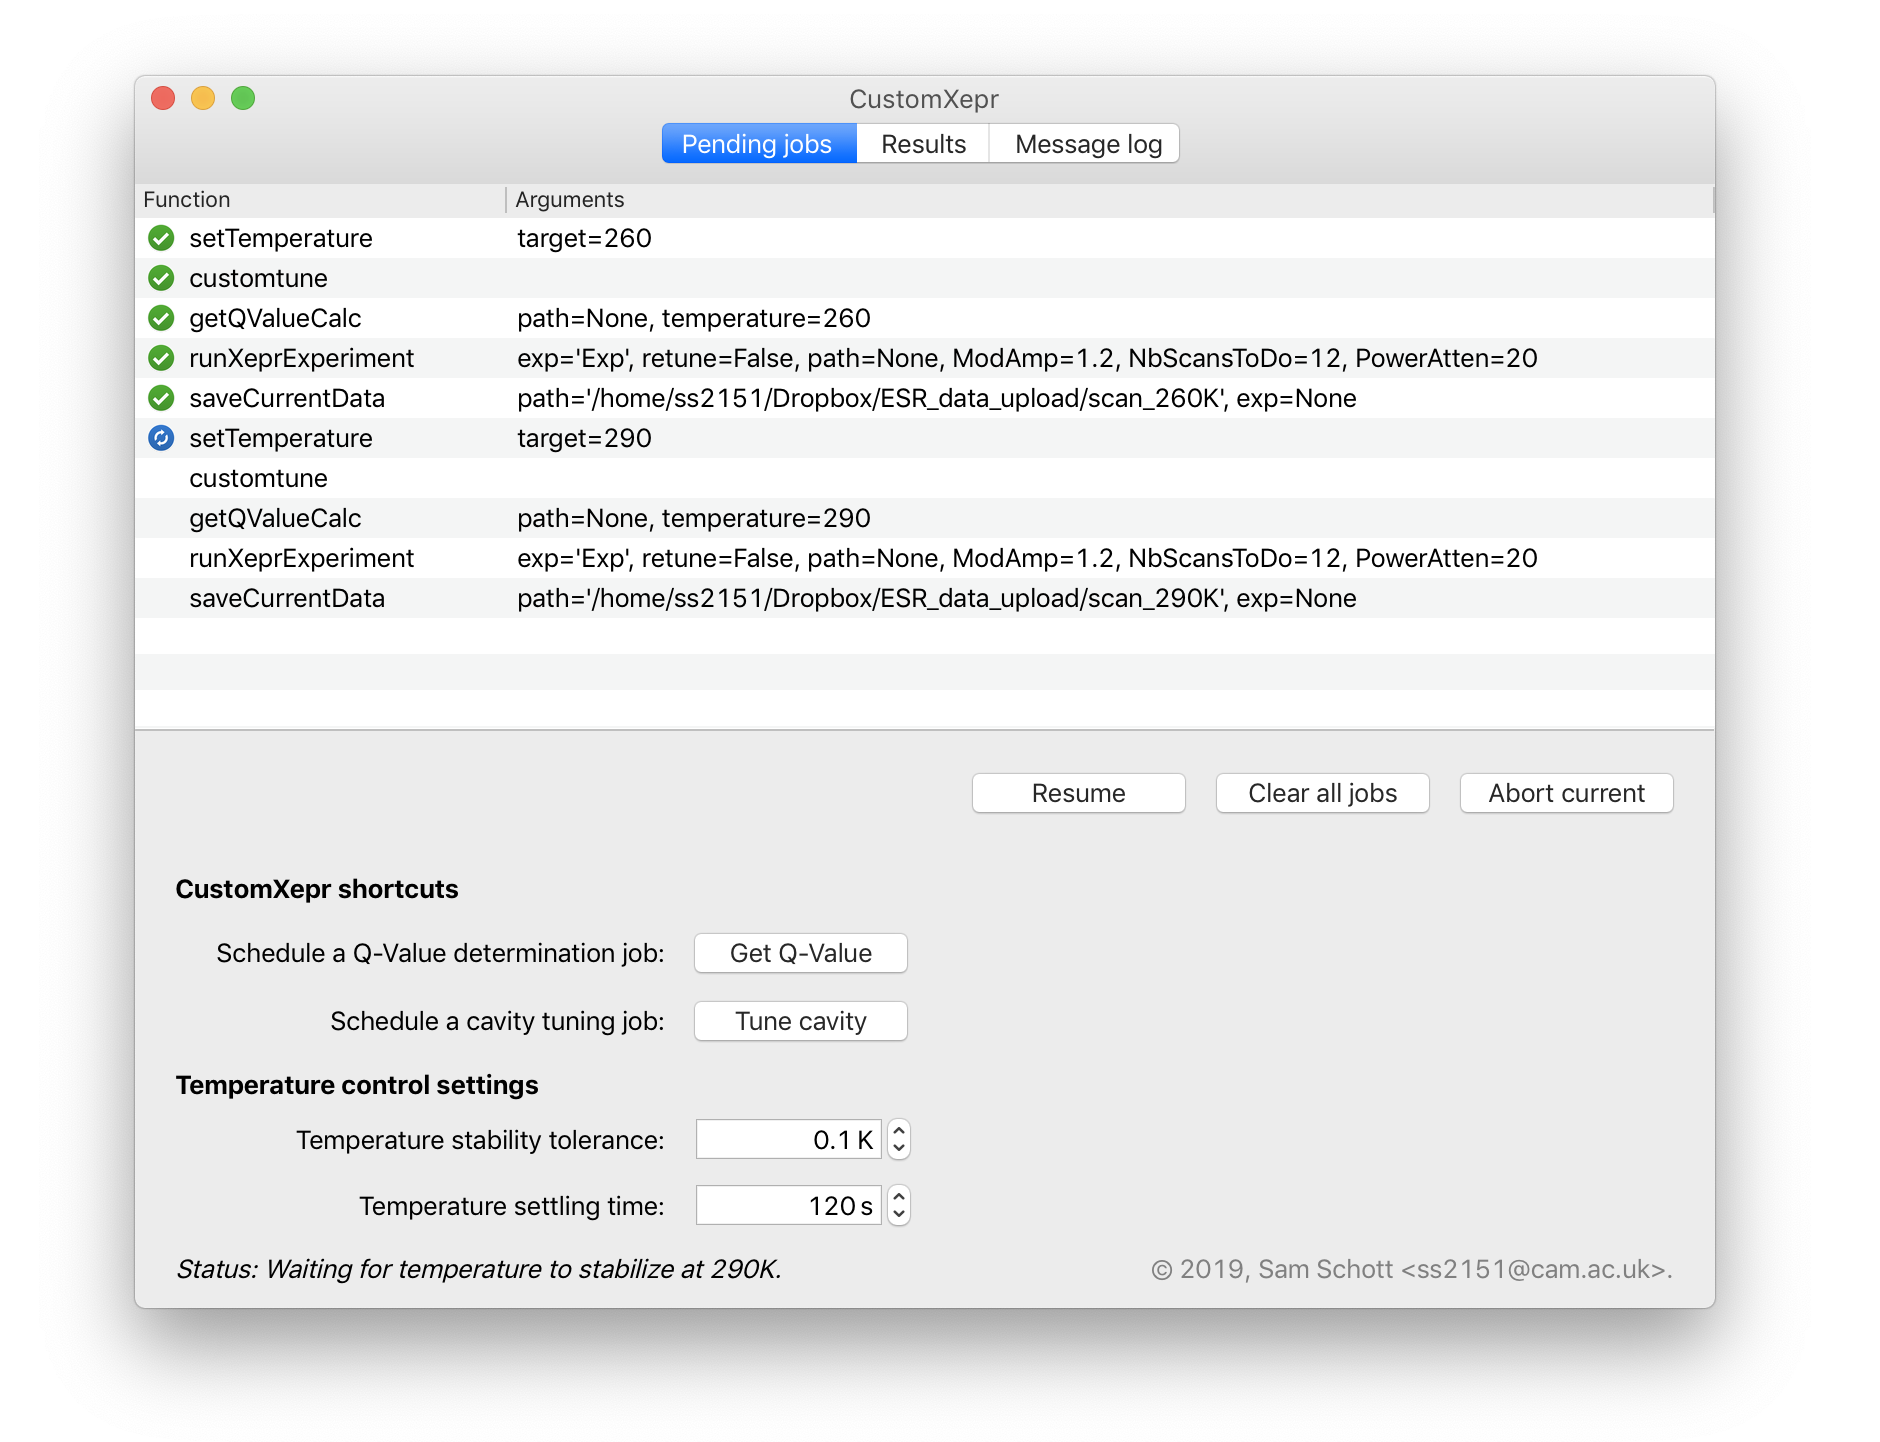 CustomXepr
Pending jobs Results Message log
Function Arguments
setTemperature target=260
customtune
getQValueCalc path=None, temperature=260
runXeprExperiment exp='Exp', retune=False, path=None, ModAmp=1.2, NbScansToDo=12, PowerAtten=20
saveCurrentData path='/home/ss2151/Dropbox/ESR_data_upload/scan_260K', exp=None
setTemperature target=290
customtune
getQValueCalc path=None, temperature=290
runXeprExperiment exp='Exp', retune=False, path=None, ModAmp=1.2, NbScansToDo=12, PowerAtten=20
saveCurrentData path='/home/ss2151/Dropbox/ESR_data_upload/scan_290K', exp=None
Resume Clear all jobs Abort current
CustomXepr shortcuts
Schedule a Q-Value determination job: Get Q-Value
Schedule a cavity tuning job: Tune cavity
Temperature control settings
Temperature stability tolerance: 0.1 K
Temperature settling time: 120 s
Status: Waiting for temperature to stabilize at 290K. © 2019, Sam Schott <ss2151@cam.ac.uk>.